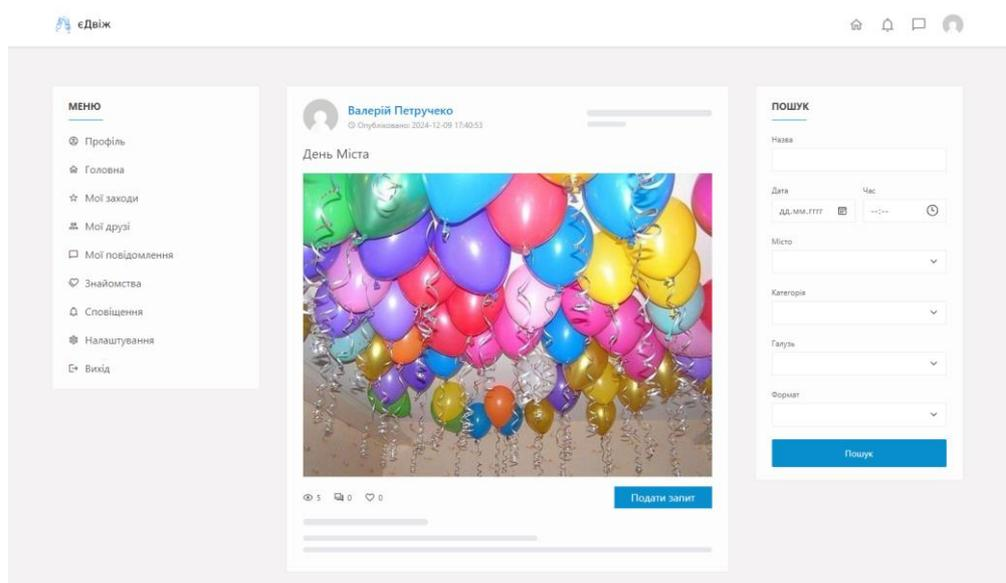 єДвіж
МЕНЮ
Профіль
Головна
Мої заходи
Мої друзі
Мої повідомлення
Знайомства
Сповіщення
Налаштування
Вихід
Валерій Петручеко
Опубліковано: 2024-12-09 17:40:53
День Міста
5 0 0
Подати запит
ПОШУК
Назва
Дата Час
дд.мм.гггг --:--
Місто
Категорія
Галузь
Формат
Пошук